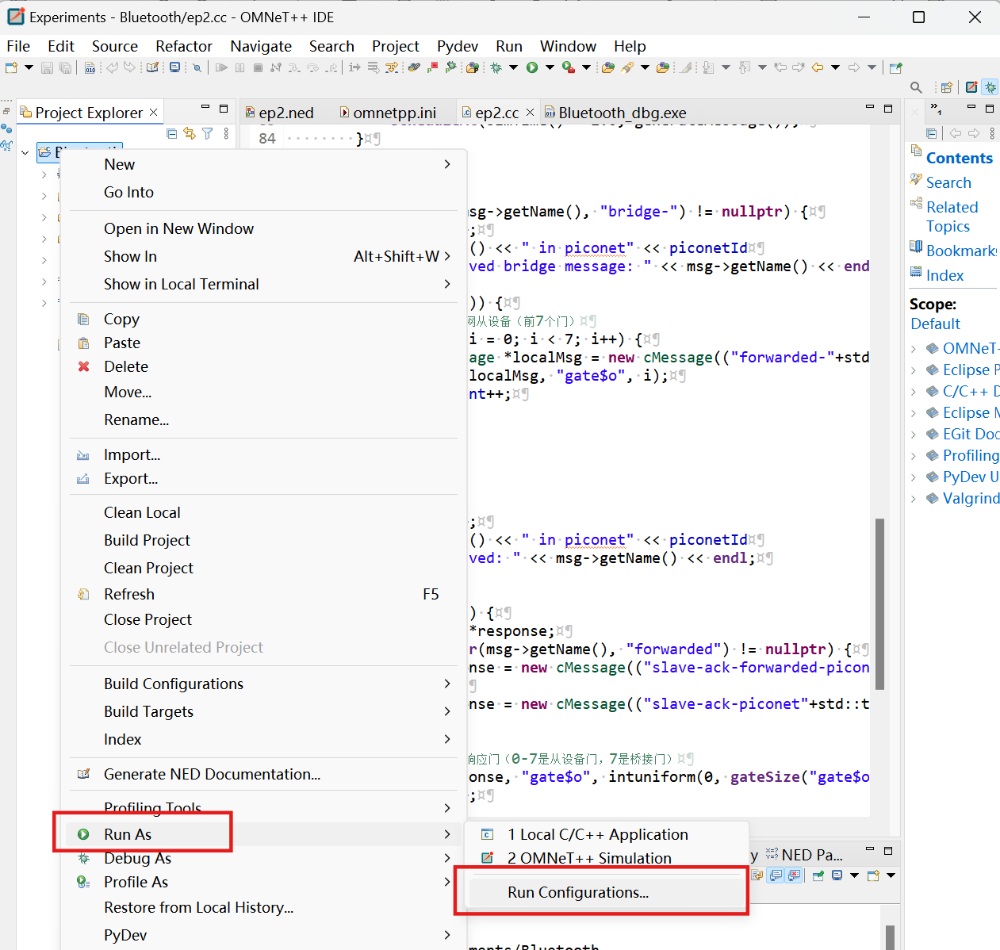 Experiments - Bluetooth/ep2.cc - OMNeT++ IDE
File Edit Source Refactor Navigate Search Project Pydev Run Window Help
Project Explorer
ep2.ned
omnetpp.ini
ep2.cc
Bluetooth_dbg.exe
84 ········}¤¶
New
Go Into
Open in New Window
Show In Alt+Shift+W
Show in Local Terminal
Copy
Paste
Delete
Move...
Rename...
Import...
Export...
Clean Local
Build Project
Clean Project
Refresh F5
Close Project
Close Unrelated Project
Build Configurations
Build Targets
Index
Generate NED Documentation...
Profiling Tools
Run As
Debug As
Profile As
Restore from Local History...
PyDev
1 Local C/C++ Application
2 OMNeT++ Simulation
Run Configurations...
sg->getName(),·"bridge-")·!=·nullptr)·{¤¶
;¤¶
()·<<·"·in·piconet"·<<·piconetId¤¶
ved·bridge·message:·"·<<·msg->getName()·<<·end
))·{¤¶
网从设备（前7个门）¤¶
i·=·0;·i·<·7;·i++)·{¤¶
age·*localMsg·=·new·cMessage(("forwarded-"+std
localMsg,·"gate$o",·i);¤¶
nt++;¤¶
;¤¶
()·<<·"·in·piconet"·<<·piconetId¤¶
ved:·"·<<·msg->getName()·<<·endl;¤¶
)·{¤¶
*response;¤¶
r(msg->getName(),·"forwarded")·!=·nullptr)·{¤¶
nse·=·new·cMessage(("slave-ack-forwarded-picon
¶
nse·=·new·cMessage(("slave-ack-piconet"+std::t
响应门（0-7是从设备门，7是桥接门）¤¶
onse,·"gate$o",·intuniform(0,·gateSize("gate$o
;¤¶
y
NED Pa...
Contents
Search
Related
Topics
Bookmark
Index
Scope:
Default
OMNeT-
Eclipse P
C/C++ D
Eclipse M
EGit Doc
Profiling
PyDev U
Valgrind